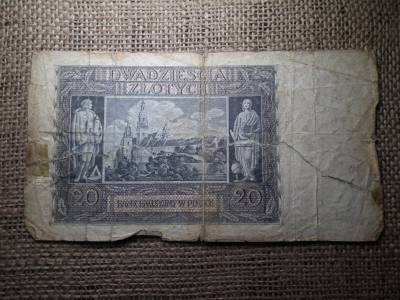 DWADZIEŚCIA
ZŁOTYCH
20
20
BANK EMISYJNY W POLSCE